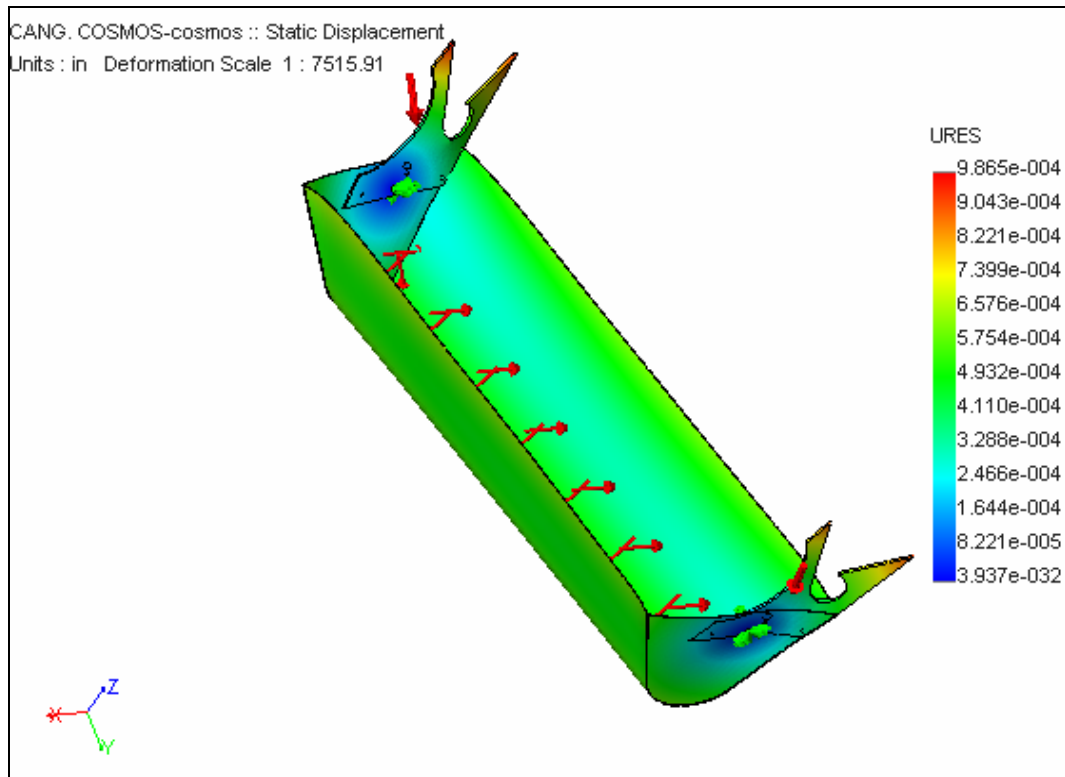 CANG. COSMOS-cosmos :: Static Displacement
Units : in Deformation Scale 1 : 7515.91
URES
9.865e-004
9.043e-004
8.221e-004
7.399e-004
6.576e-004
5.754e-004
4.932e-004
4.110e-004
3.288e-004
2.466e-004
1.644e-004
8.221e-005
3.937e-032
Z
X
Y